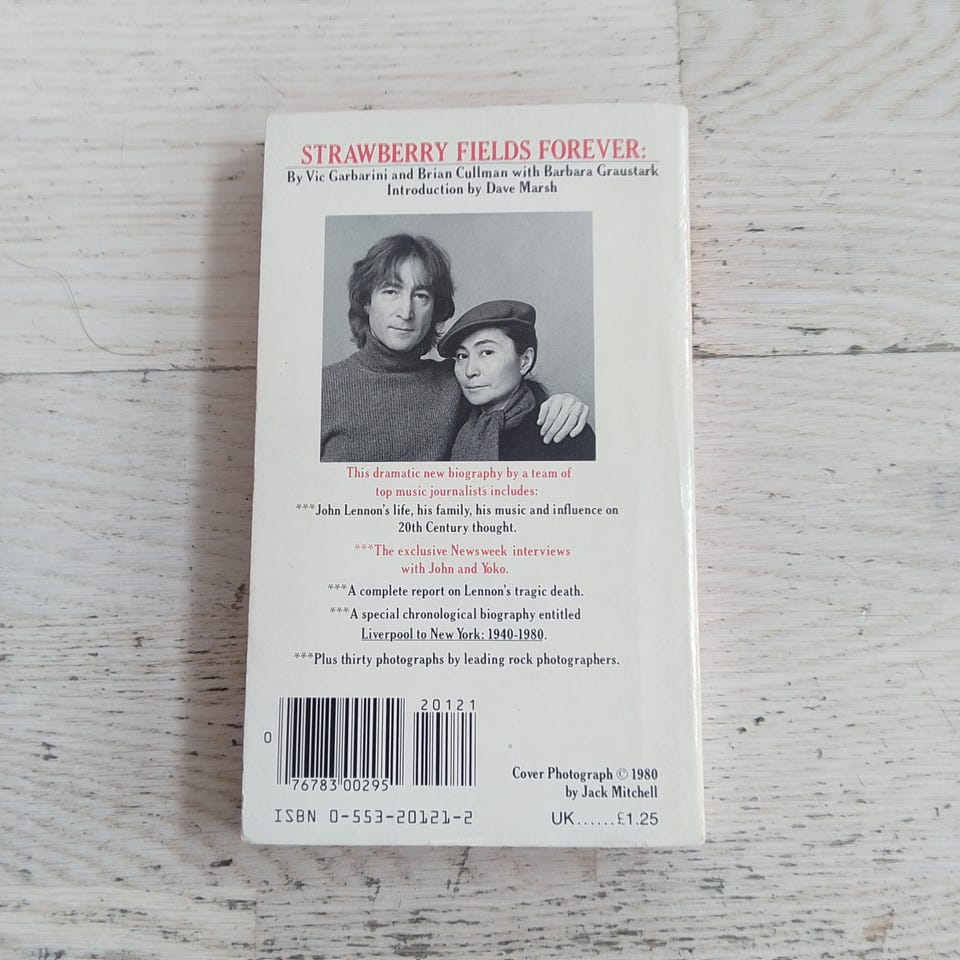 STRAWBERRY FIELDS FOREVER:
By Vic Garbarini and Brian Cullman with Barbara Graustark
Introduction by Dave Marsh
This dramatic new biography by a team of
top music journalists includes:
***John Lennon's life, his family, his music and influence on
20th Century thought.
***The exclusive Newsweek interviews
with John and Yoko.
***A complete report on Lennon's tragic death.
***A special chronological biography entitled
Liverpool to New York: 1940-1980.
***Plus thirty photographs by leading rock photographers.
20121
0
76783 00295
Cover Photograph © 1980
by Jack Mitchell
ISBN 0-553-20121-2
UK......£1.25